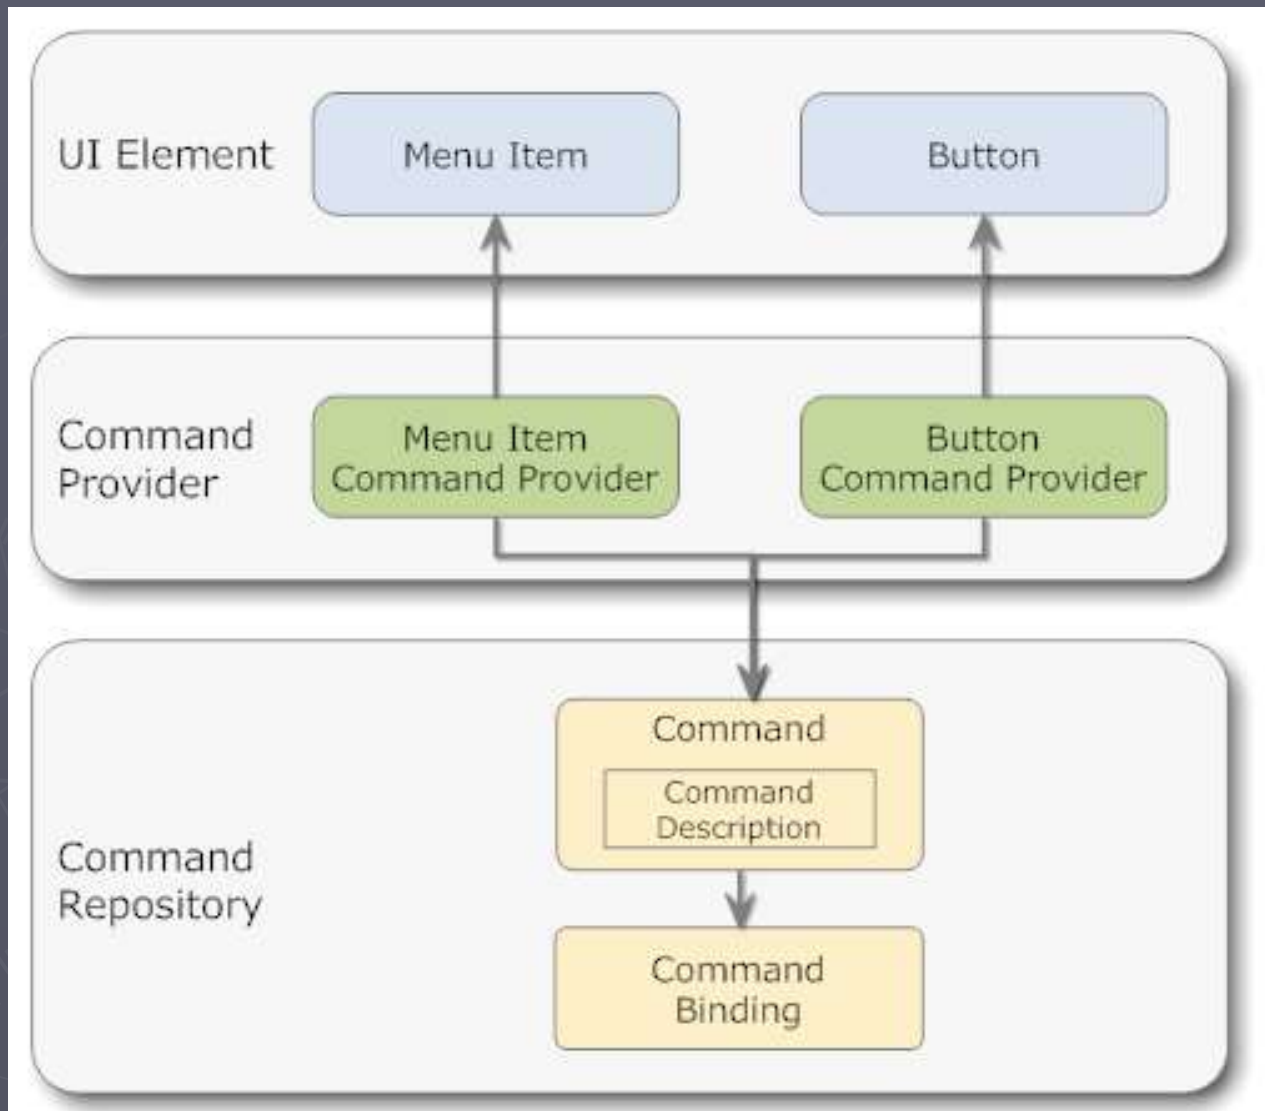 UI Element
Menu Item
Button
Command
Provider
Menu Item
Command Provider
Button
Command Provider
Command
Repository
Command
Command
Description
Command
Binding